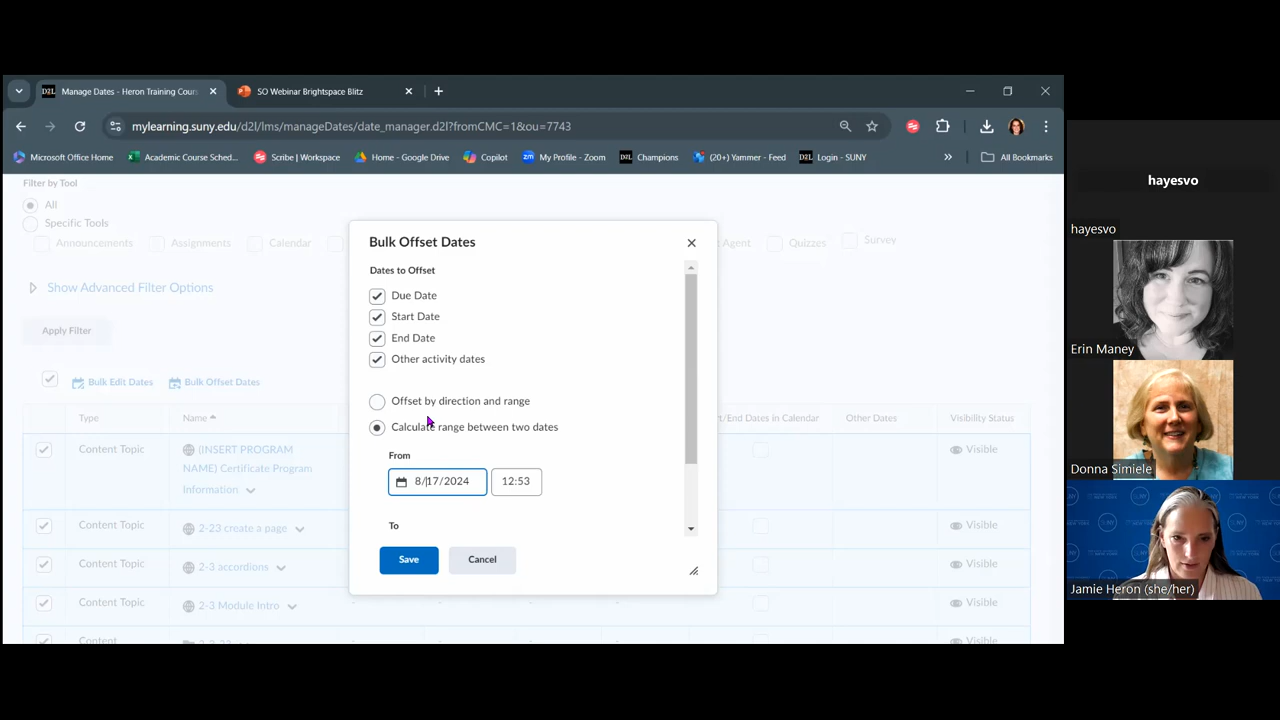 Manage Dates - Heron Training Cour
SO Webinar Brightspace Blitz
mylearning.suny.edu/d2l/lms/manageDates/date_manager.d2l?fromCMC=1&ou=7743
Microsoft Office Home
Academic Course Sched...
Scribe | Workspace
Home - Google Drive
Copilot
My Profile - Zoom
Champions
(20+) Yammer - Feed
Login - SUNY
»
All Bookmarks
Filter by Tool
All
Specific Tools
Announcements
Assignments
Calendar
Agent
Quizzes
Survey
Show Advanced Filter Options
Apply Filter
Bulk Edit Dates
Bulk Offset Dates
Type
Name
t/End Dates in Calendar
Other Dates
Visibility Status
Content Topic
(INSERT PROGRAM
NAME) Certificate Program
Information
Visible
Content Topic
2-23 create a page
Visible
Content Topic
2-3 accordions
Visible
Content Topic
2-3 Module Intro
Visible
Content
Visible
Bulk Offset Dates
Dates to Offset
Due Date
Start Date
End Date
Other activity dates
Offset by direction and range
Calculate range between two dates
From
8/17/2024
12:53
To
Save
Cancel
hayesvo
hayesvo
Erin Maney
Donna Simiele
Jamie Heron (she/her)